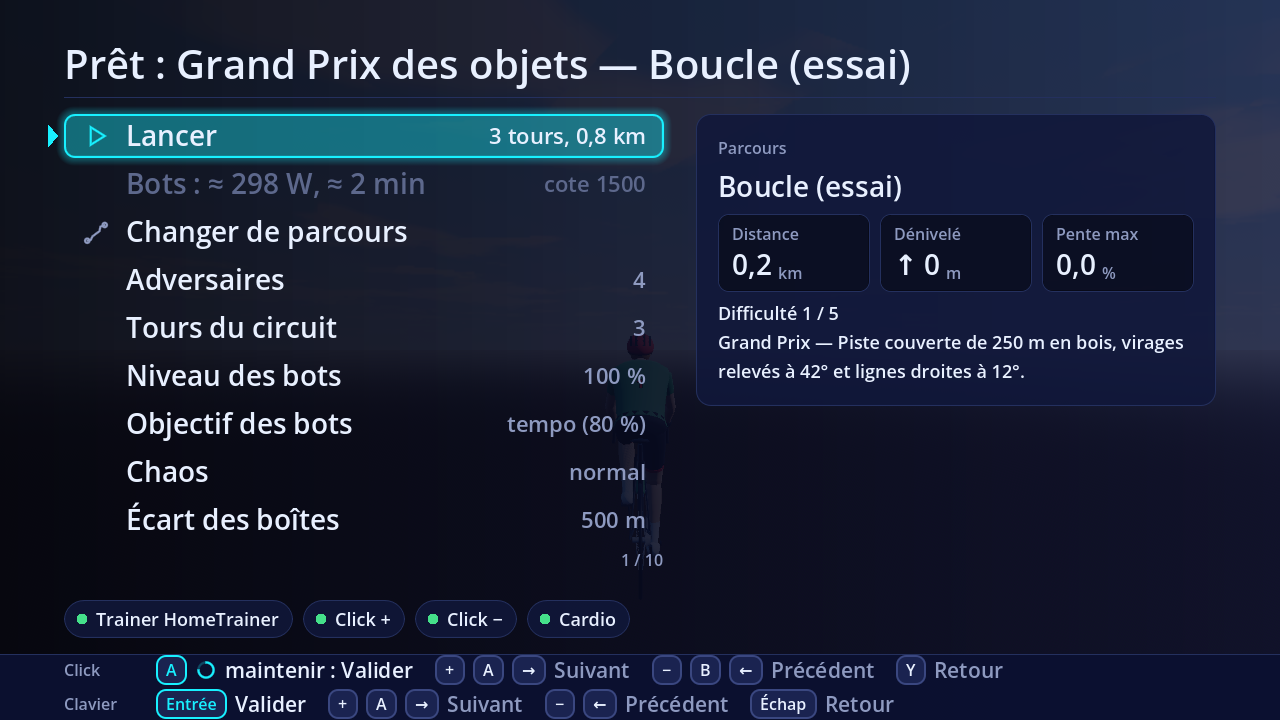 Prêt : Grand Prix des objets — Boucle (essai)
Lancer 3 tours, 0,8 km
Bots : ≈ 298 W, ≈ 2 min cote 1500
Changer de parcours
Adversaires 4
Tours du circuit 3
Niveau des bots 100 %
Objectif des bots tempo (80 %)
Chaos normal
Écart des boîtes 500 m
1 / 10
Parcours
Boucle (essai)
Distance Dénivelé Pente max
0,2 km ↑ 0 m 0,0 %
Difficulté 1 / 5
Grand Prix — Piste couverte de 250 m en bois, virages
relevés à 42° et lignes droites à 12°.
Trainer HomeTrainer Click + Click − Cardio
Click A maintenir : Valider + A → Suivant − B ← Précédent Y Retour
Clavier Entrée Valider + A → Suivant − ← Précédent Échap Retour